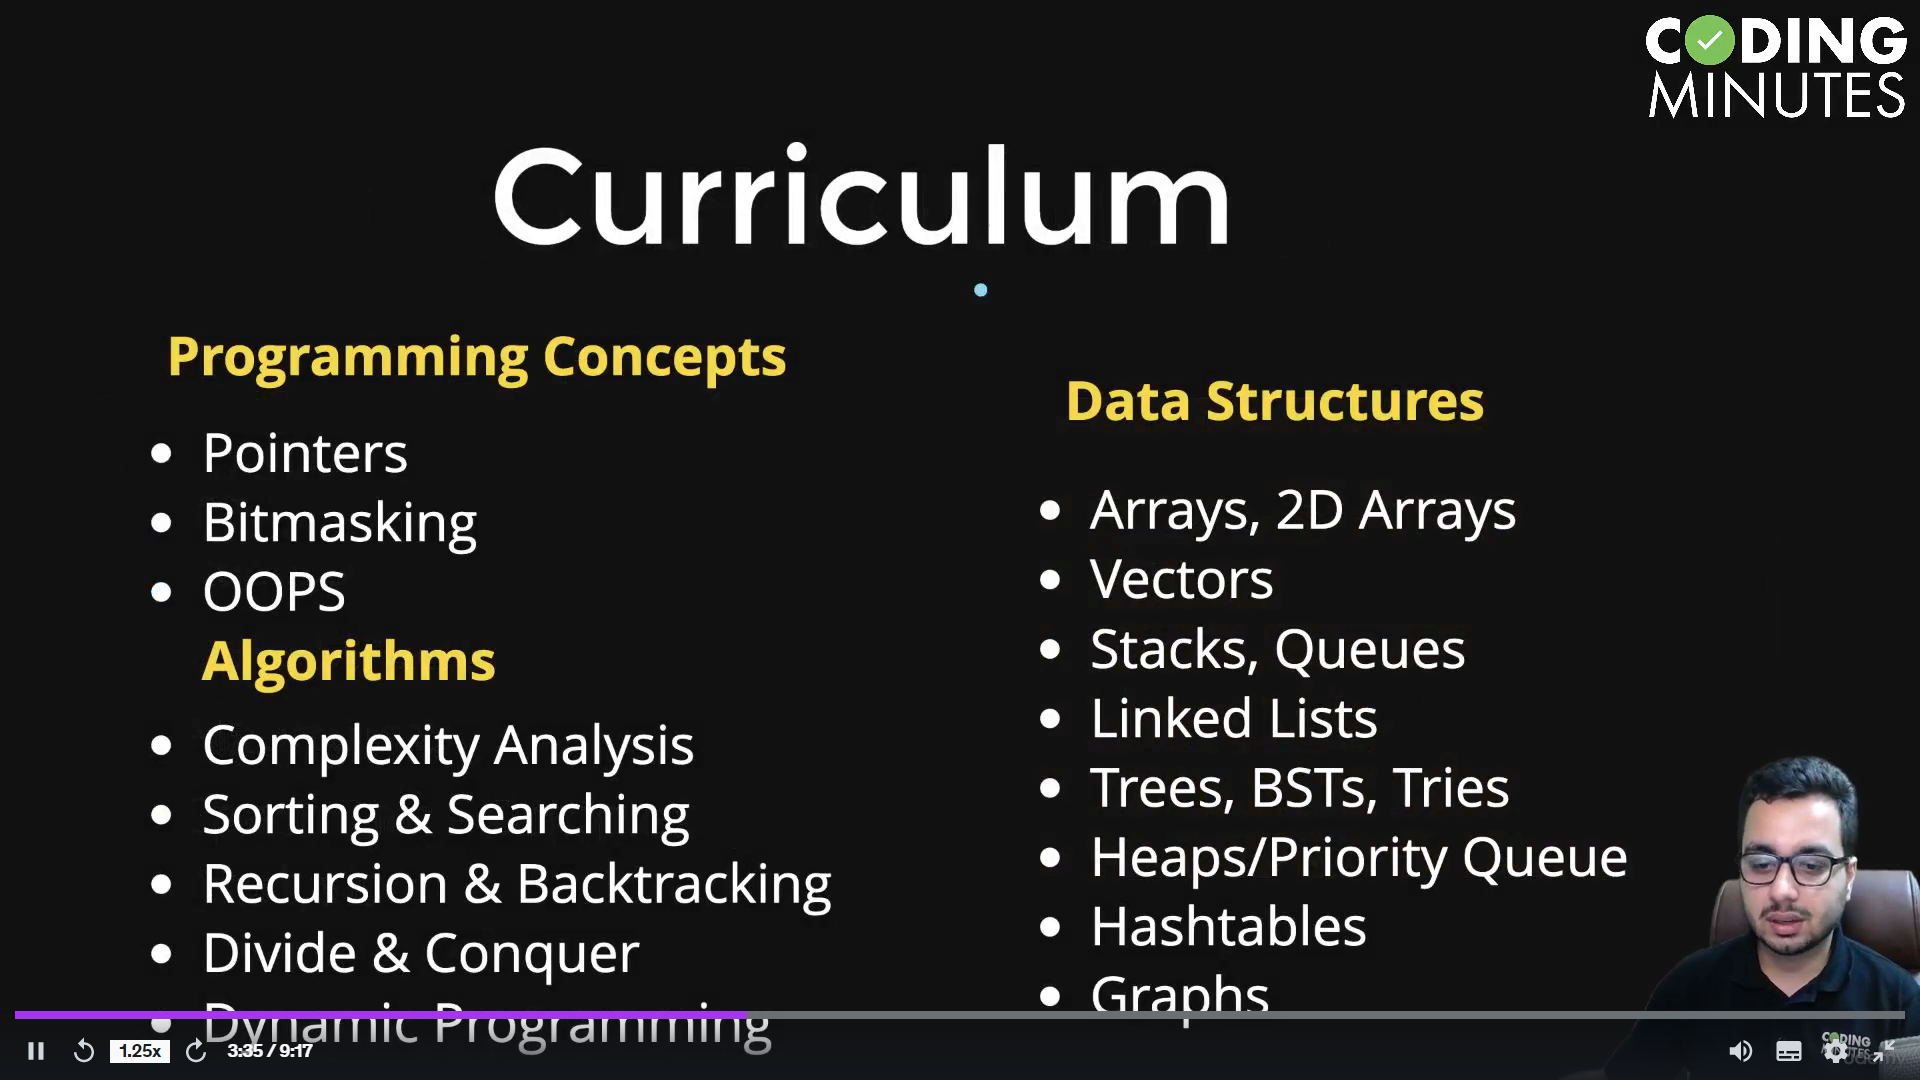 CODING
MINUTES
Curriculum
Programming Concepts
Pointers
Bitmasking
OOPS
Algorithms
Complexity Analysis
Sorting & Searching
Recursion & Backtracking
Divide & Conquer
Dynamic Programming
Data Structures
Arrays, 2D Arrays
Vectors
Stacks, Queues
Linked Lists
Trees, BSTs, Tries
Heaps/Priority Queue
Hashtables
Graphs
1.25x
3:35 / 9:17
CODING
MINUTES